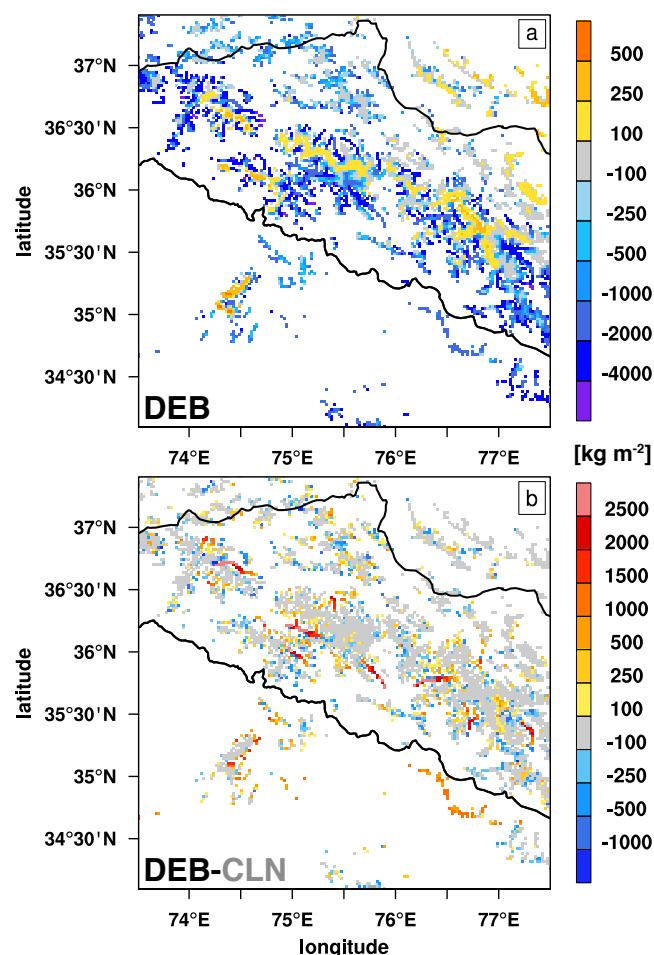 a
37°N
36°30'N
36°N
35°30'N
35°N
34°30'N
latitude
DEB
74°E 75°E 76°E 77°E
500
250
100
-100
-250
-500
-1000
-2000
-4000
[kg m⁻²]
b
37°N
36°30'N
36°N
35°30'N
35°N
34°30'N
latitude
DEB-CLN
74°E 75°E 76°E 77°E
longitude
2500
2000
1500
1000
500
250
100
-100
-250
-500
-1000